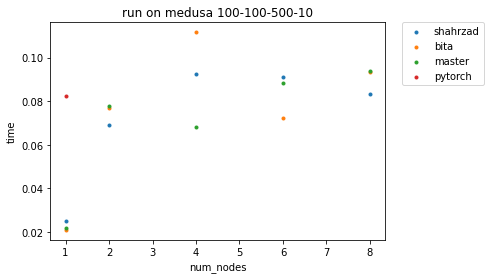 run on medusa 100-100-500-10
shahrzad
bita
master
pytorch
time
0.10
0.08
0.06
0.04
0.02
1 2 3 4 5 6 7 8
num_nodes